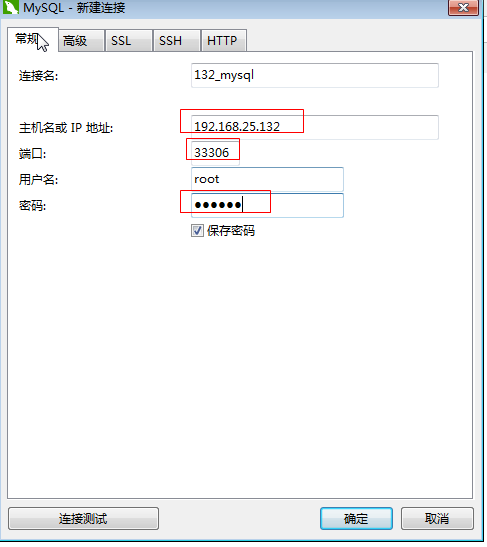 MySQL - 新建连接
常规 高级 SSL SSH HTTP
连接名: 132_mysql
主机名或 IP 地址: 192.168.25.132
端口: 33306
用户名: root
密码: ●●●●●●
保存密码
连接测试 确定 取消